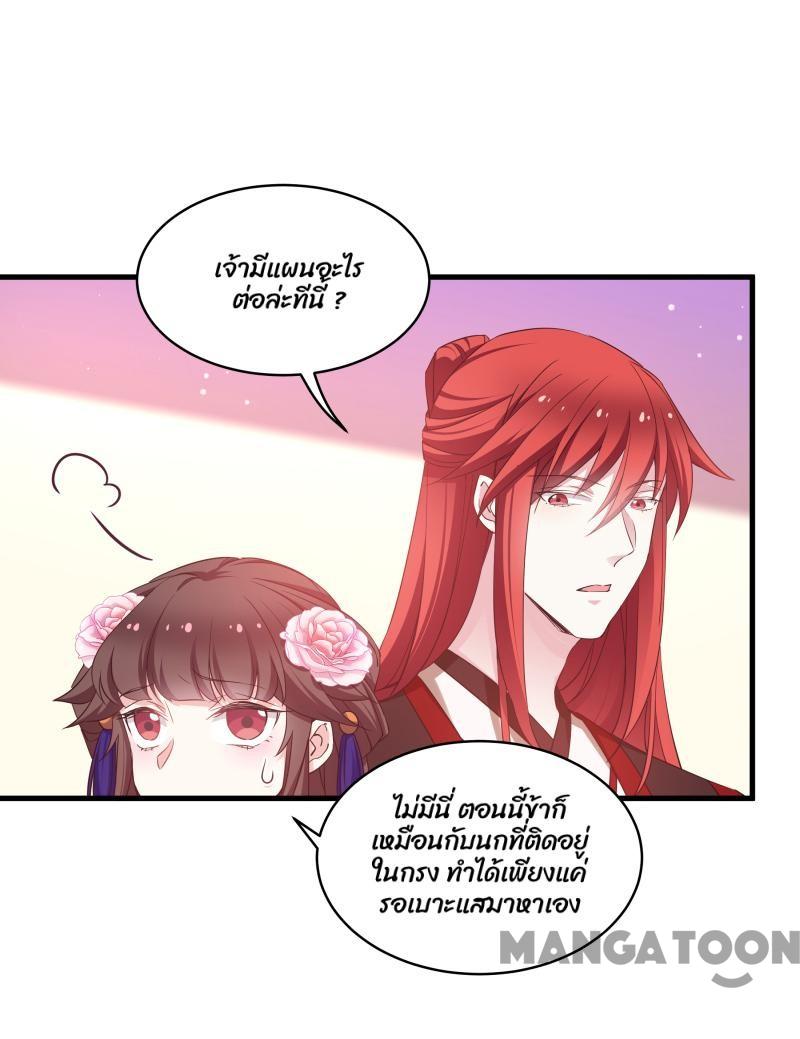 เจ้ามีแผนอะไร
ต่อล่ะทีนี้ ?
ไม่มีนี่ ตอนนี้ข้าก็
เหมือนกับนกที่ติดอยู่
ในกรง ทำได้เพียงแค่
รอเบาะแสมาหาเอง
MANGATOON